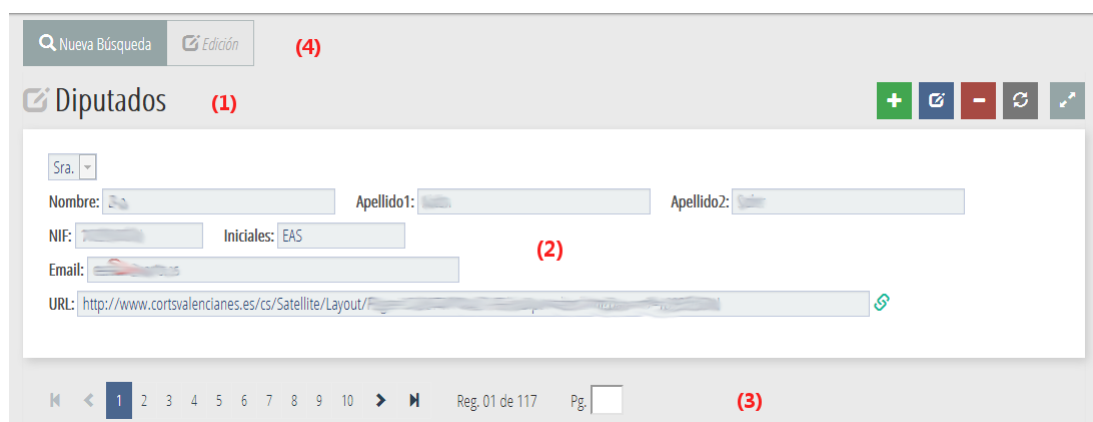 Nueva Búsqueda Edición (4)
Diputados (1)
Sra.
Nombre: Apellido1: Apellido2:
NIF: Iniciales: EAS
(2)
Email:
URL: http://www.cortsvalencianes.es/cs/Satellite/Layout/
1 2 3 4 5 6 7 8 9 10 Reg. 01 de 117 Pg. (3)